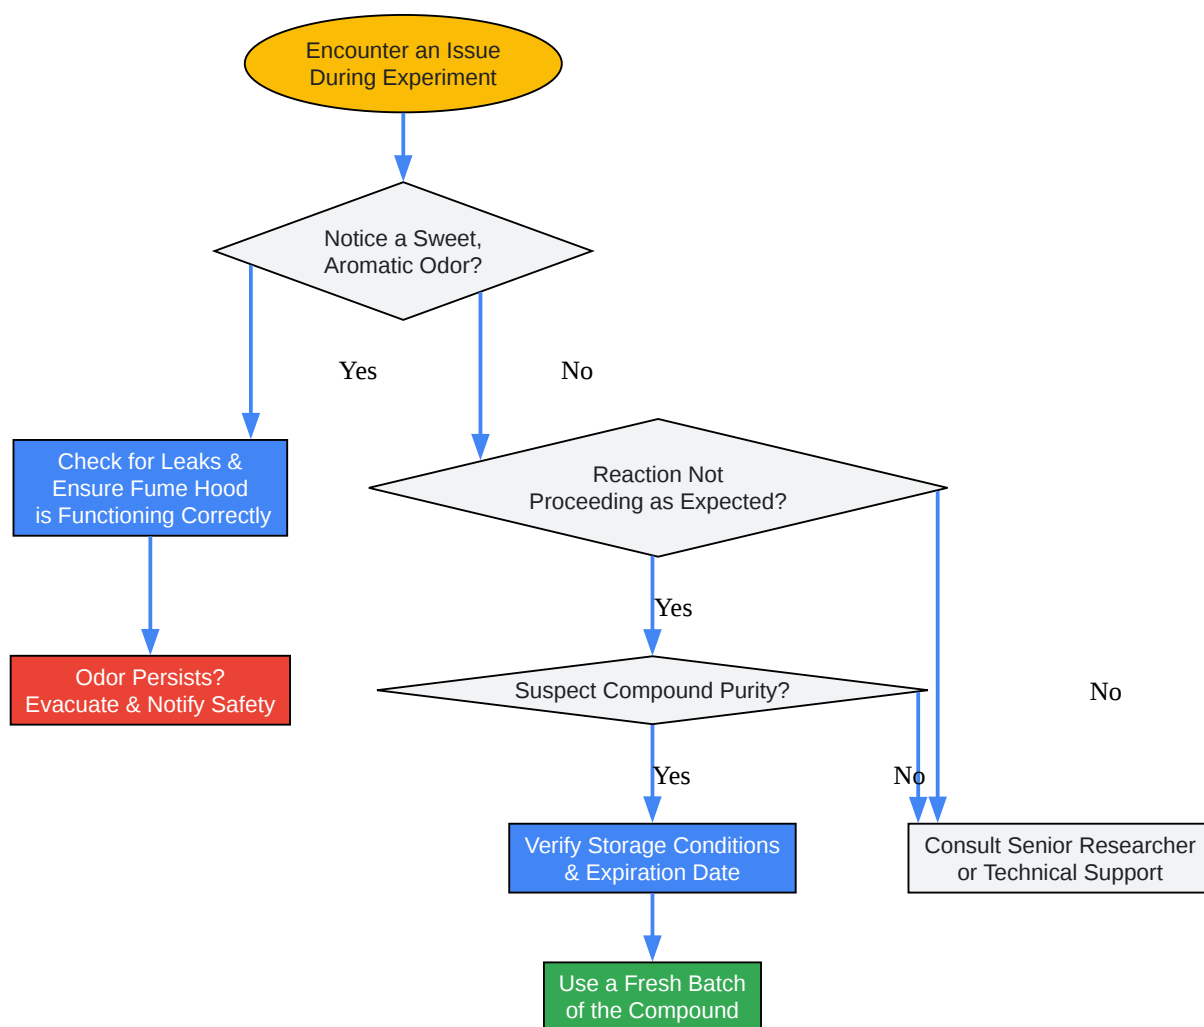 Encounter an Issue
During Experiment
Notice a Sweet,
Aromatic Odor?
Yes
No
Check for Leaks &
Ensure Fume Hood
is Functioning Correctly
Reaction Not
Proceeding as Expected?
Yes
Odor Persists?
Evacuate & Notify Safety
Suspect Compound Purity?
No
Yes
No
Verify Storage Conditions
& Expiration Date
Consult Senior Researcher
or Technical Support
Use a Fresh Batch
of the Compound